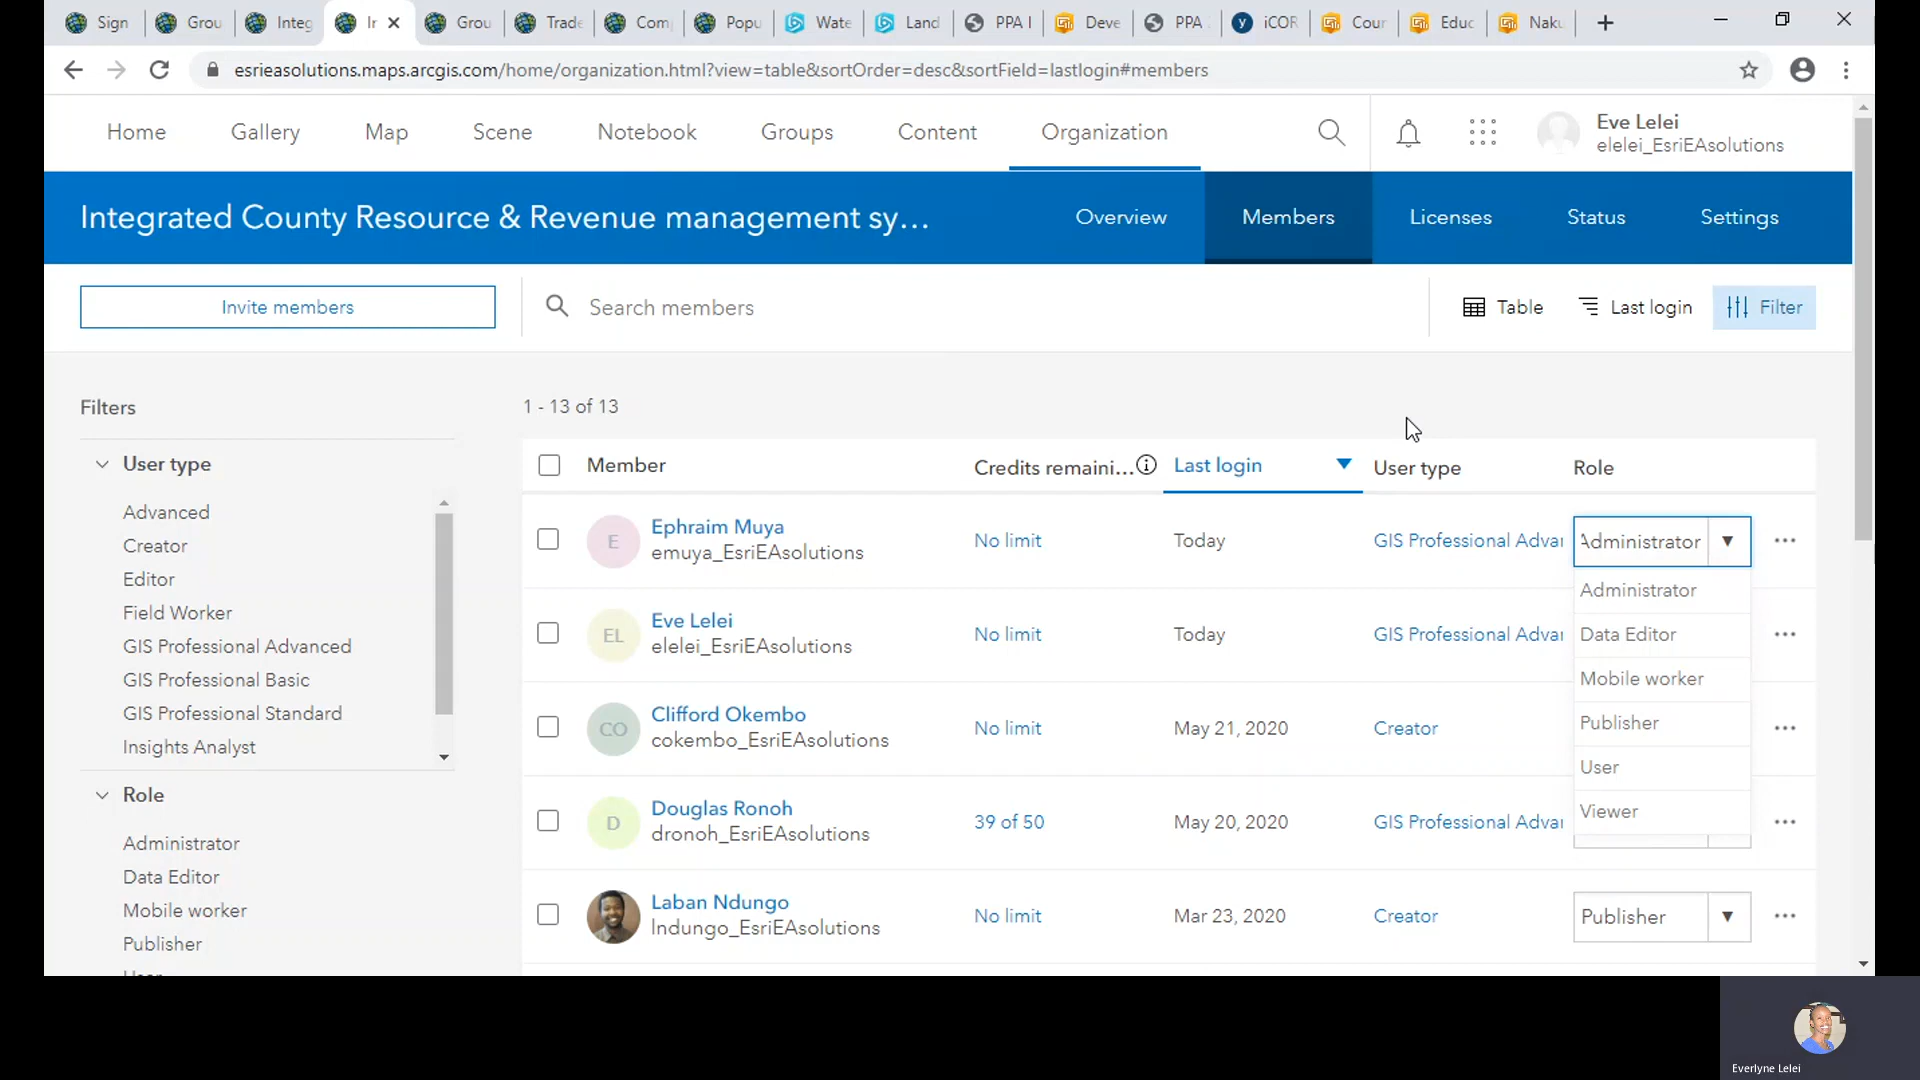 Sign
Grou
Integ
Ir
Grou
Trade
Com
Popu
Wate
Land
PPA
Deve
PPA
iCOR
Cour
Educ
Naku
esrieasolutions.maps.arcgis.com/home/organization.html?view=table&sortOrder=desc&sortField=lastlogin#members
Home
Gallery
Map
Scene
Notebook
Groups
Content
Organization
Eve Lelei
elelei_EsriEAsolutions
Integrated County Resource & Revenue management sy...
Overview
Members
Licenses
Status
Settings
Invite members
Search members
Table
Last login
Filter
Filters
User type
Advanced
Creator
Editor
Field Worker
GIS Professional Advanced
GIS Professional Basic
GIS Professional Standard
Insights Analyst
Role
Administrator
Data Editor
Mobile worker
Publisher
User
1 - 13 of 13
Member
Credits remaini...
Last login
User type
Role
Ephraim Muya
emuya_EsriEAsolutions
No limit
Today
GIS Professional Advan
Administrator
Eve Lelei
elelei_EsriEAsolutions
No limit
Today
GIS Professional Advan
Clifford Okembo
cokembo_EsriEAsolutions
No limit
May 21, 2020
Creator
Douglas Ronoh
dronoh_EsriEAsolutions
39 of 50
May 20, 2020
GIS Professional Advan
Administrator
Data Editor
Mobile worker
Publisher
User
Viewer
Laban Ndungo
lndungo_EsriEAsolutions
No limit
Mar 23, 2020
Creator
Publisher
E
EL
CO
D
Everlyne Lelei